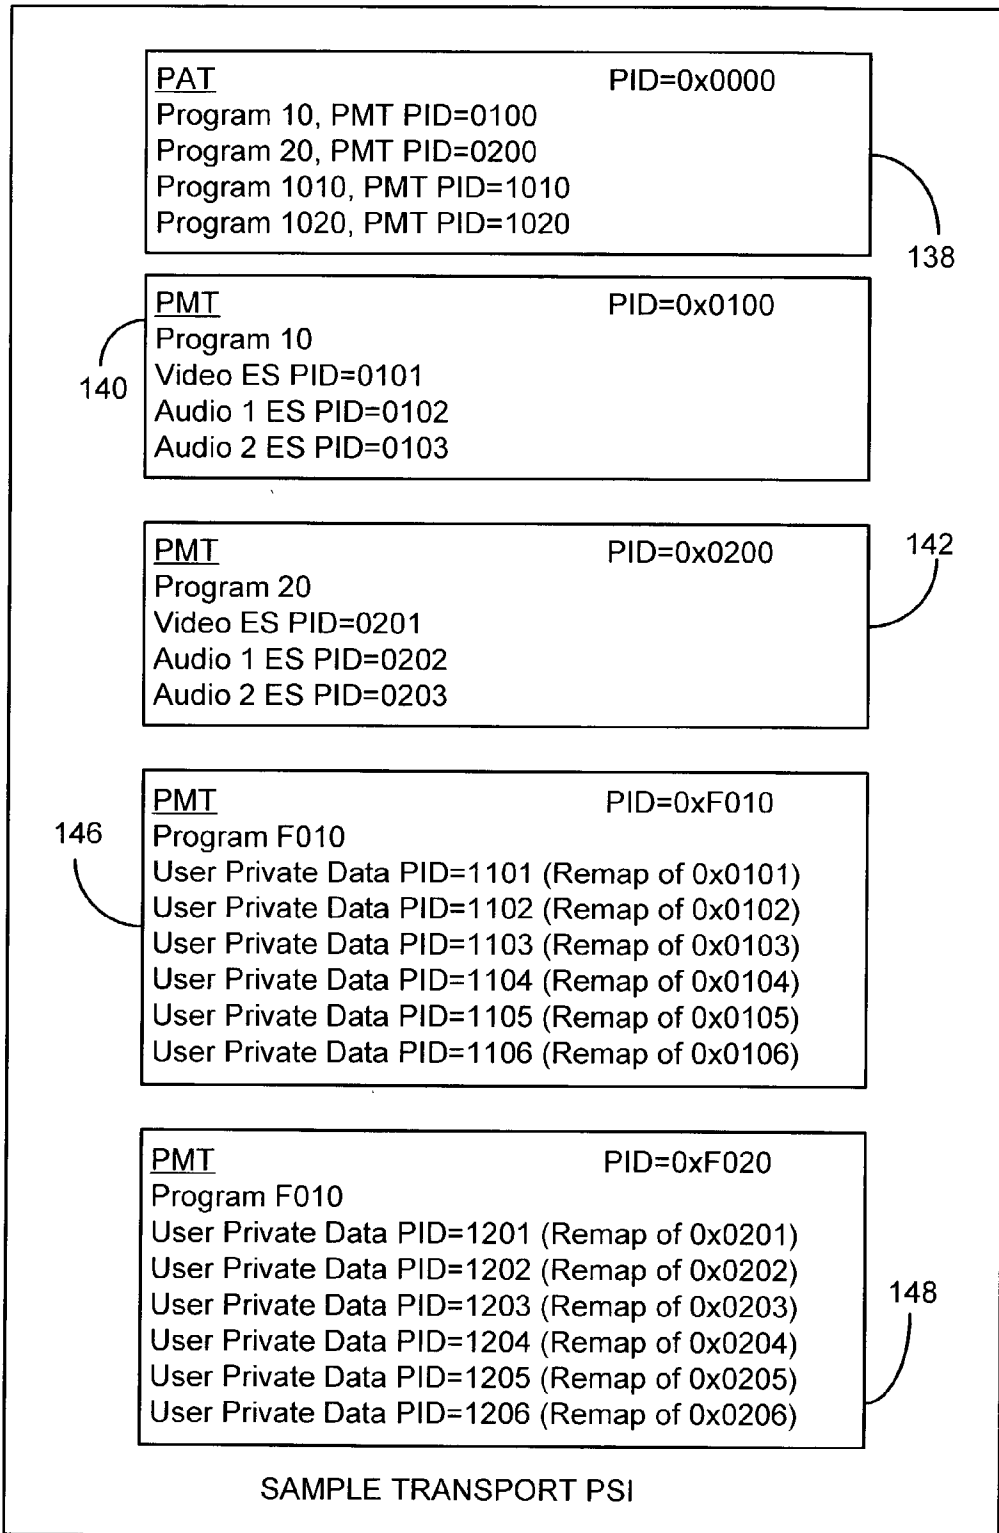 PAT PID=0x0000
Program 10, PMT PID=0100
Program 20, PMT PID=0200
Program 1010, PMT PID=1010
Program 1020, PMT PID=1020
138
PMT PID=0x0100
Program 10
Video ES PID=0101
Audio 1 ES PID=0102
Audio 2 ES PID=0103
140
PMT PID=0x0200
Program 20
Video ES PID=0201
Audio 1 ES PID=0202
Audio 2 ES PID=0203
142
PMT PID=0xF010
Program F010
User Private Data PID=1101 (Remap of 0x0101)
User Private Data PID=1102 (Remap of 0x0102)
User Private Data PID=1103 (Remap of 0x0103)
User Private Data PID=1104 (Remap of 0x0104)
User Private Data PID=1105 (Remap of 0x0105)
User Private Data PID=1106 (Remap of 0x0106)
146
PMT PID=0xF020
Program F010
User Private Data PID=1201 (Remap of 0x0201)
User Private Data PID=1202 (Remap of 0x0202)
User Private Data PID=1203 (Remap of 0x0203)
User Private Data PID=1204 (Remap of 0x0204)
User Private Data PID=1205 (Remap of 0x0205)
User Private Data PID=1206 (Remap of 0x0206)
148
SAMPLE TRANSPORT PSI